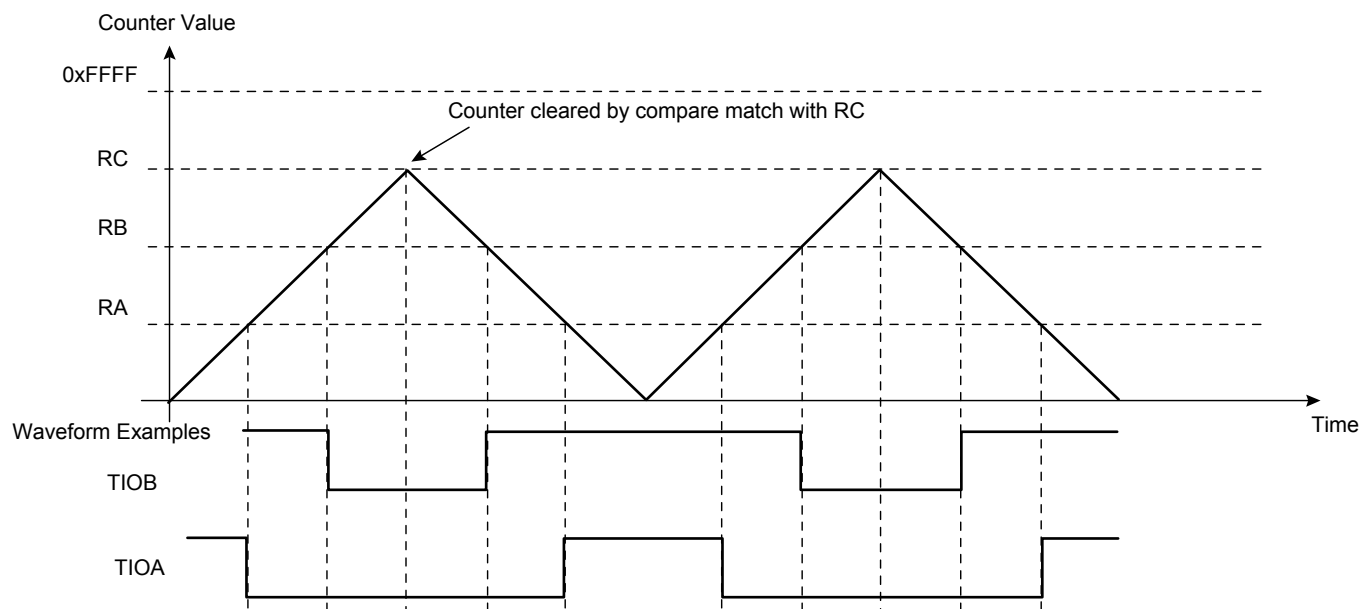 Counter Value
0xFFFF
Counter cleared by compare match with RC
RC
RB
RA
Time
Waveform Examples
TIOB
TIOA